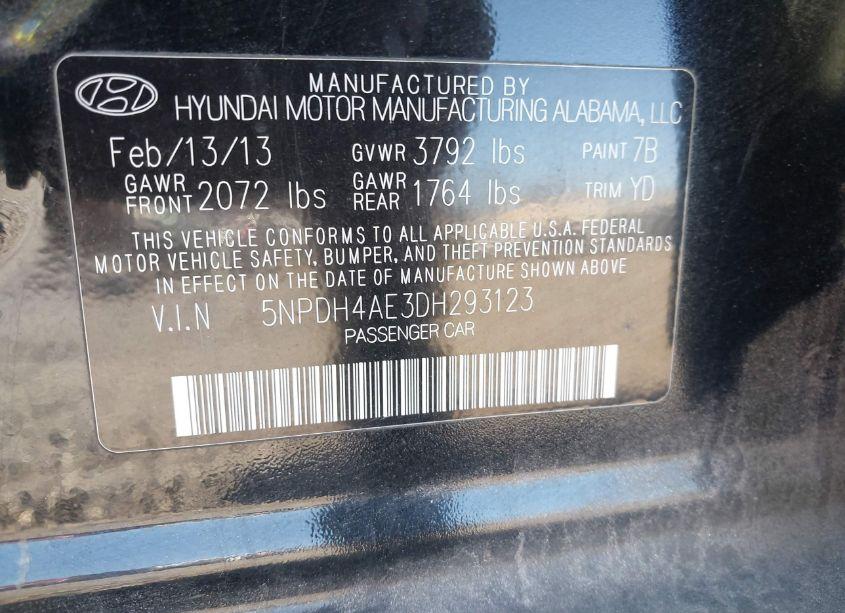 MANUFACTURED BY
HYUNDAI MOTOR MANUFACTURING ALABAMA, LLC
Feb/13/13 GVWR 3792 lbs PAINT 7B
GAWR FRONT 2072 lbs GAWR REAR 1764 lbs TRIM YD
THIS VEHICLE CONFORMS TO ALL APPLICABLE U.S.A. FEDERAL
MOTOR VEHICLE SAFETY, BUMPER, AND THEFT PREVENTION STANDARDS
IN EFFECT ON THE DATE OF MANUFACTURE SHOWN ABOVE
V.I.N 5NPDH4AE3DH293123
PASSENGER CAR